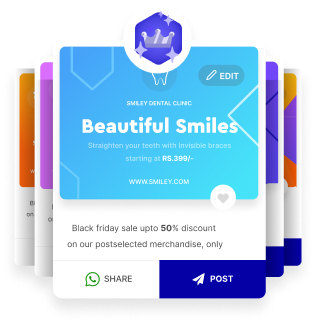 EDIT
SMILEY DENTAL CLINIC
Beautiful Smiles
Straighten your teeth with Invisible braces
starting at RS.399/-
WWW.SMILEY.COM
Black friday sale upto 50% discount
on our postselected merchandise, only
SHARE
POST